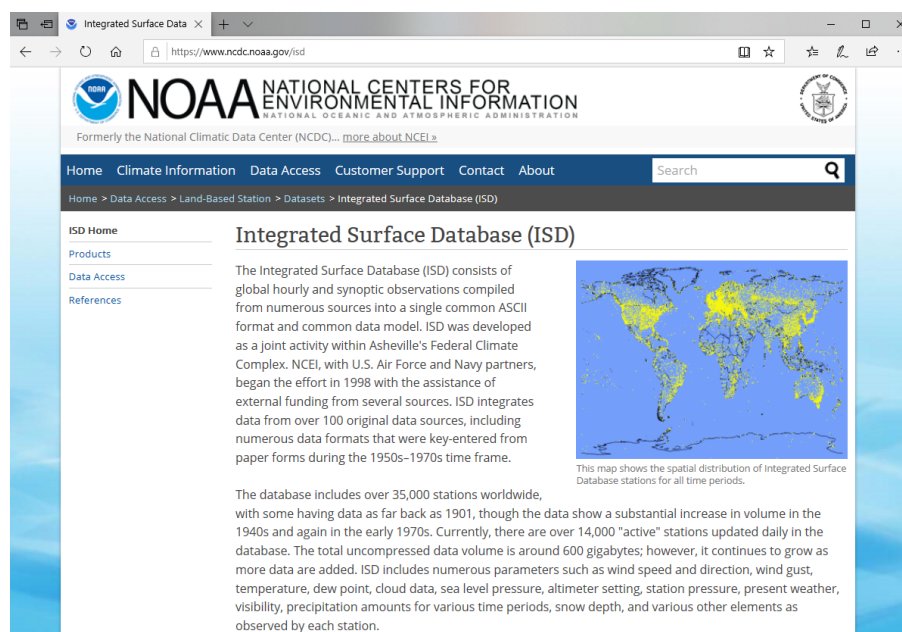 Integrated Surface Data
https://www.ncdc.noaa.gov/isd
NOAA
NATIONAL CENTERS FOR
ENVIRONMENTAL INFORMATION
NATIONAL OCEANIC AND ATMOSPHERIC ADMINISTRATION
Formerly the National Climatic Data Center (NCDC)... more about NCEI »
Home Climate Information Data Access Customer Support Contact About Search
Home > Data Access > Land-Based Station > Datasets > Integrated Surface Database (ISD)
ISD Home
Products
Data Access
References
Integrated Surface Database (ISD)
The Integrated Surface Database (ISD) consists of
global hourly and synoptic observations compiled
from numerous sources into a single common ASCII
format and common data model. ISD was developed
as a joint activity within Asheville's Federal Climate
Complex. NCEI, with U.S. Air Force and Navy partners,
began the effort in 1998 with the assistance of
external funding from several sources. ISD integrates
data from over 100 original data sources, including
numerous data formats that were key-entered from
paper forms during the 1950s–1970s time frame.
This map shows the spatial distribution of Integrated Surface
Database stations for all time periods.
The database includes over 35,000 stations worldwide,
with some having data as far back as 1901, though the data show a substantial increase in volume in the
1940s and again in the early 1970s. Currently, there are over 14,000 "active" stations updated daily in the
database. The total uncompressed data volume is around 600 gigabytes; however, it continues to grow as
more data are added. ISD includes numerous parameters such as wind speed and direction, wind gust,
temperature, dew point, cloud data, sea level pressure, altimeter setting, station pressure, present weather,
visibility, precipitation amounts for various time periods, snow depth, and various other elements as
observed by each station.